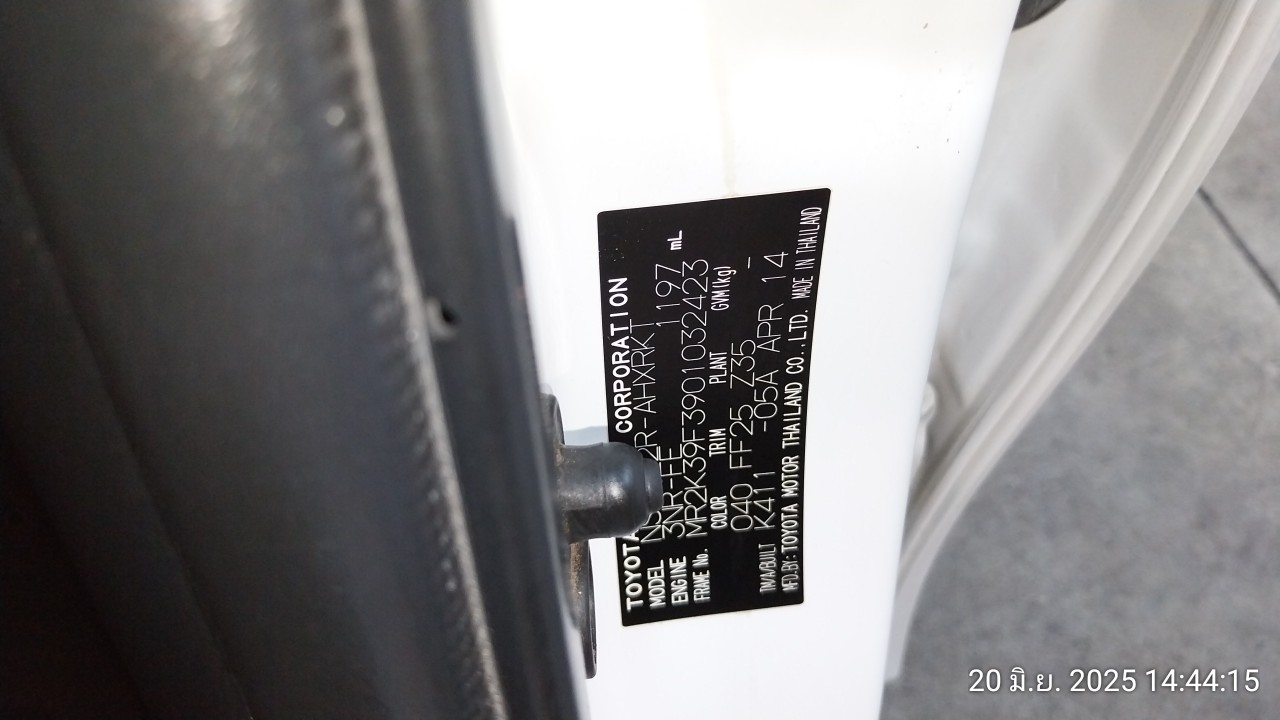 TOYOTA CORPORATION
MODEL 2R-AHXRKT
ENGINE 3NR-FE 1197 mL
FRAME No. MR2K39F3901032423
COLOR TRIM PLANT GVM(kg)
040 FF25 Z35 -
TM/A/BUILT K411 -05A APR 14
MFD.BY: TOYOTA MOTOR THAILAND CO.,LTD. MADE IN THAILAND
20 มิ.ย. 2025 14:44:15